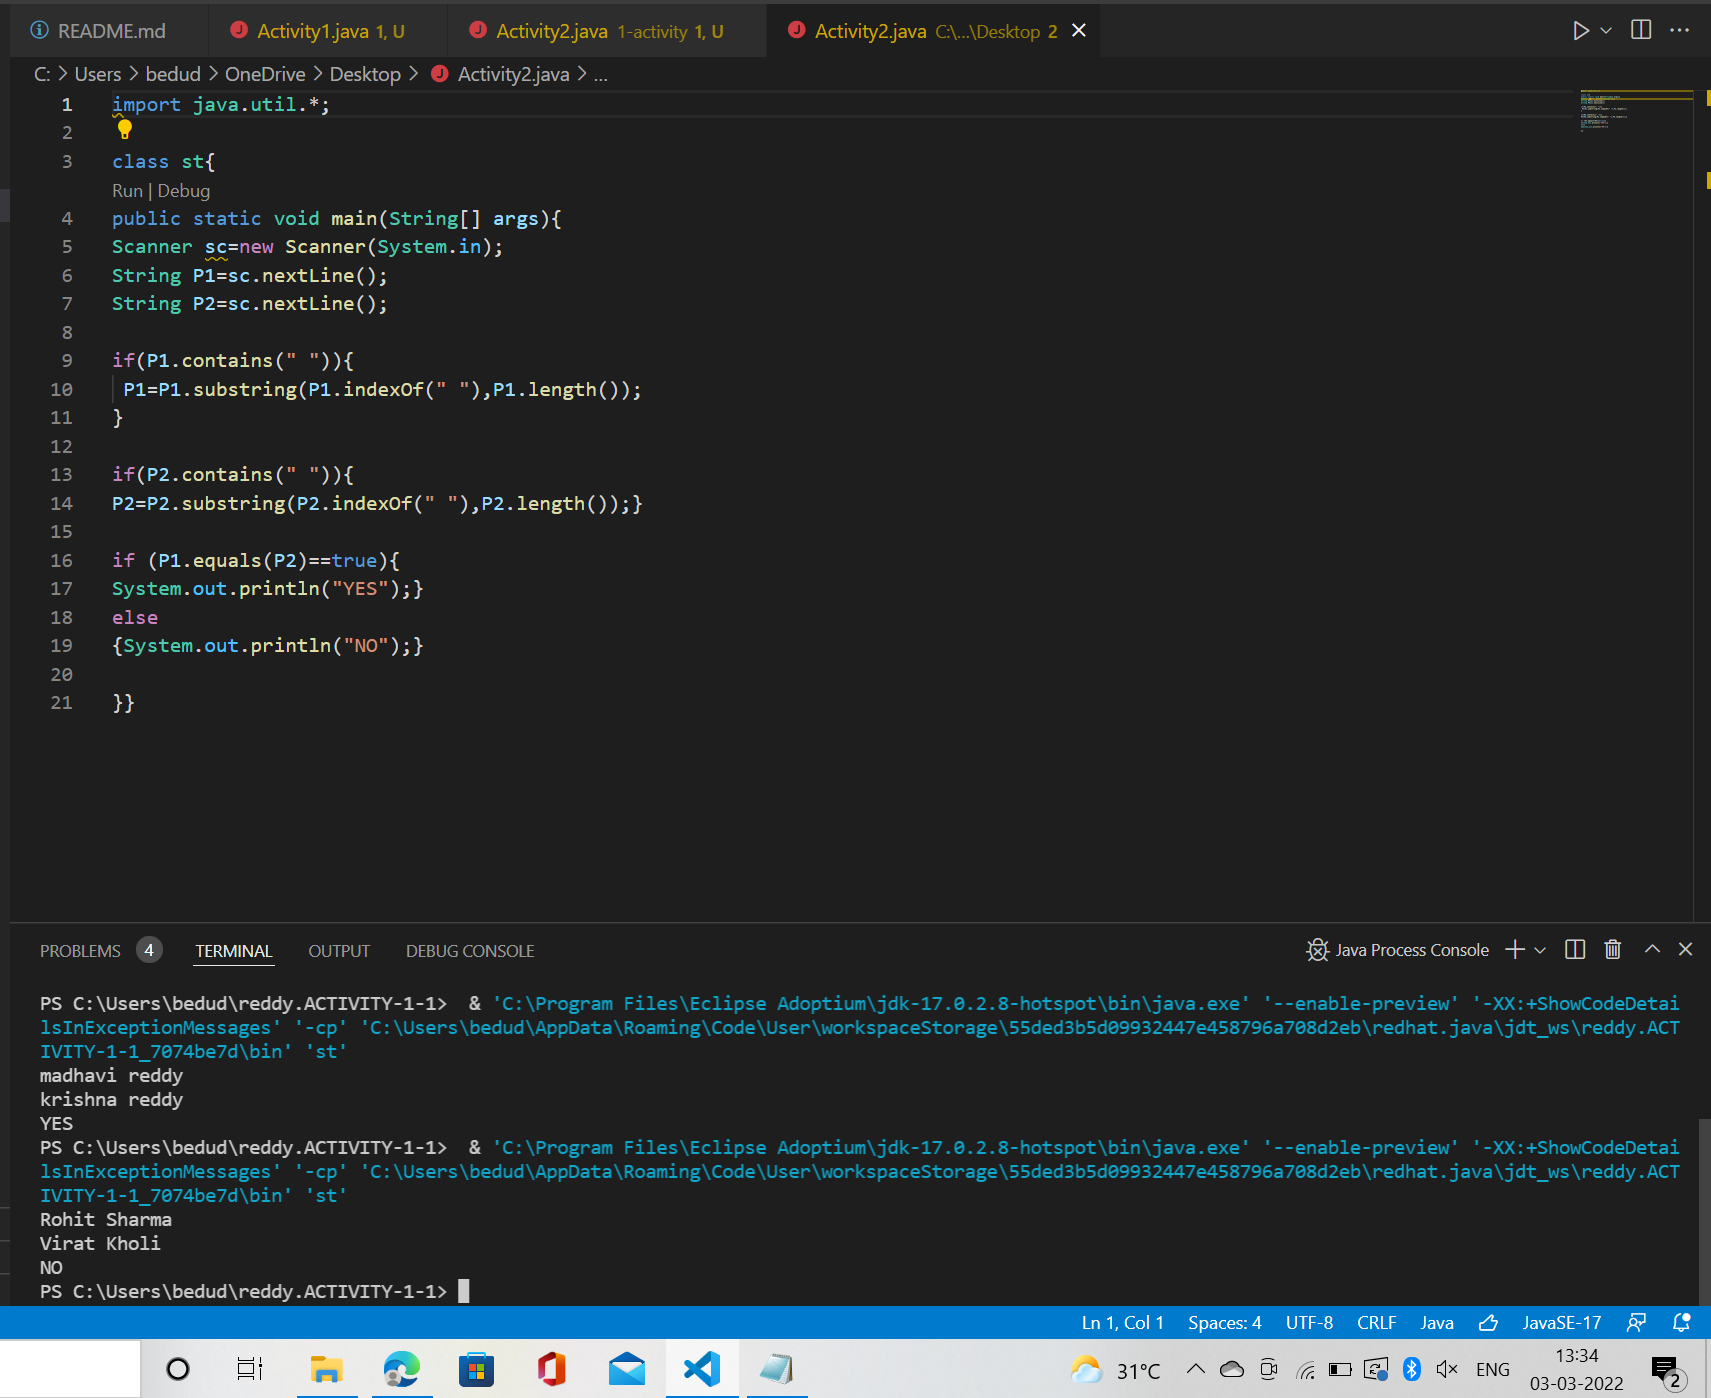 README.md Activity1.java 1, U Activity2.java 1-activity 1, U Activity2.java C:\...\Desktop 2
C: > Users > bedud > OneDrive > Desktop > Activity2.java > ...
1 import java.util.*;
2
3 class st{
Run | Debug
4 public static void main(String[] args){
5 Scanner sc=new Scanner(System.in);
6 String P1=sc.nextLine();
7 String P2=sc.nextLine();
8
9 if(P1.contains(" ")){
10 P1=P1.substring(P1.indexOf(" "),P1.length());
11 }
12
13 if(P2.contains(" ")){
14 P2=P2.substring(P2.indexOf(" "),P2.length());}
15
16 if (P1.equals(P2)==true){
17 System.out.println("YES");}
18 else
19 {System.out.println("NO");}
20
21 }}
PROBLEMS 4 TERMINAL OUTPUT DEBUG CONSOLE Java Process Console
PS C:\Users\bedud\reddy.ACTIVITY-1-1>  & 'C:\Program Files\Eclipse Adoptium\jdk-17.0.2.8-hotspot\bin\java.exe' '--enable-preview' '-XX:+ShowCodeDetai
lsInExceptionMessages' '-cp' 'C:\Users\bedud\AppData\Roaming\Code\User\workspaceStorage\55ded3b5d09932447e458796a708d2eb\redhat.java\jdt_ws\reddy.ACT
IVITY-1-1_7074be7d\bin' 'st'
madhavi reddy
krishna reddy
YES
PS C:\Users\bedud\reddy.ACTIVITY-1-1>  & 'C:\Program Files\Eclipse Adoptium\jdk-17.0.2.8-hotspot\bin\java.exe' '--enable-preview' '-XX:+ShowCodeDetai
lsInExceptionMessages' '-cp' 'C:\Users\bedud\AppData\Roaming\Code\User\workspaceStorage\55ded3b5d09932447e458796a708d2eb\redhat.java\jdt_ws\reddy.ACT
IVITY-1-1_7074be7d\bin' 'st'
Rohit Sharma
Virat Kholi
NO
PS C:\Users\bedud\reddy.ACTIVITY-1-1>
Ln 1, Col 1 Spaces: 4 UTF-8 CRLF Java JavaSE-17
31°C ENG 13:34
03-03-2022 2